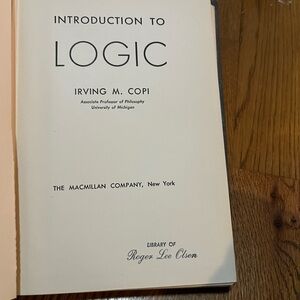 INTRODUCTION TO
LOGIC
IRVING M. COPI
Associate Professor of Philosophy
University of Michigan
THE MACMILLAN COMPANY, New York
LIBRARY OF
Roger Lee Olsen